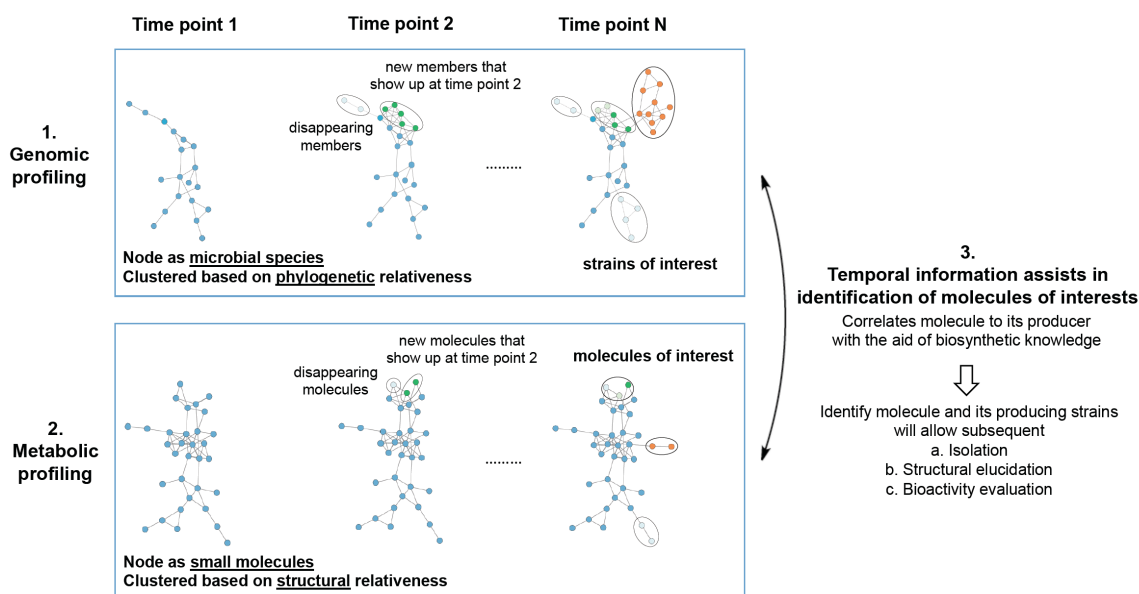 Time point 1
Time point 2
Time point N
1.
Genomic
profiling
new members that
show up at time point 2
disappearing
members
.........
Node as microbial species
Clustered based on phylogenetic relativeness
strains of interest
2.
Metabolic
profiling
new molecules that
show up at time point 2
disappearing
molecules
molecules of interest
.........
Node as small molecules
Clustered based on structural relativeness
3.
Temporal information assists in
identification of molecules of interests
Correlates molecule to its producer
with the aid of biosynthetic knowledge
Identify molecule and its producing strains
will allow subsequent
a. Isolation
b. Structural elucidation
c. Bioactivity evaluation